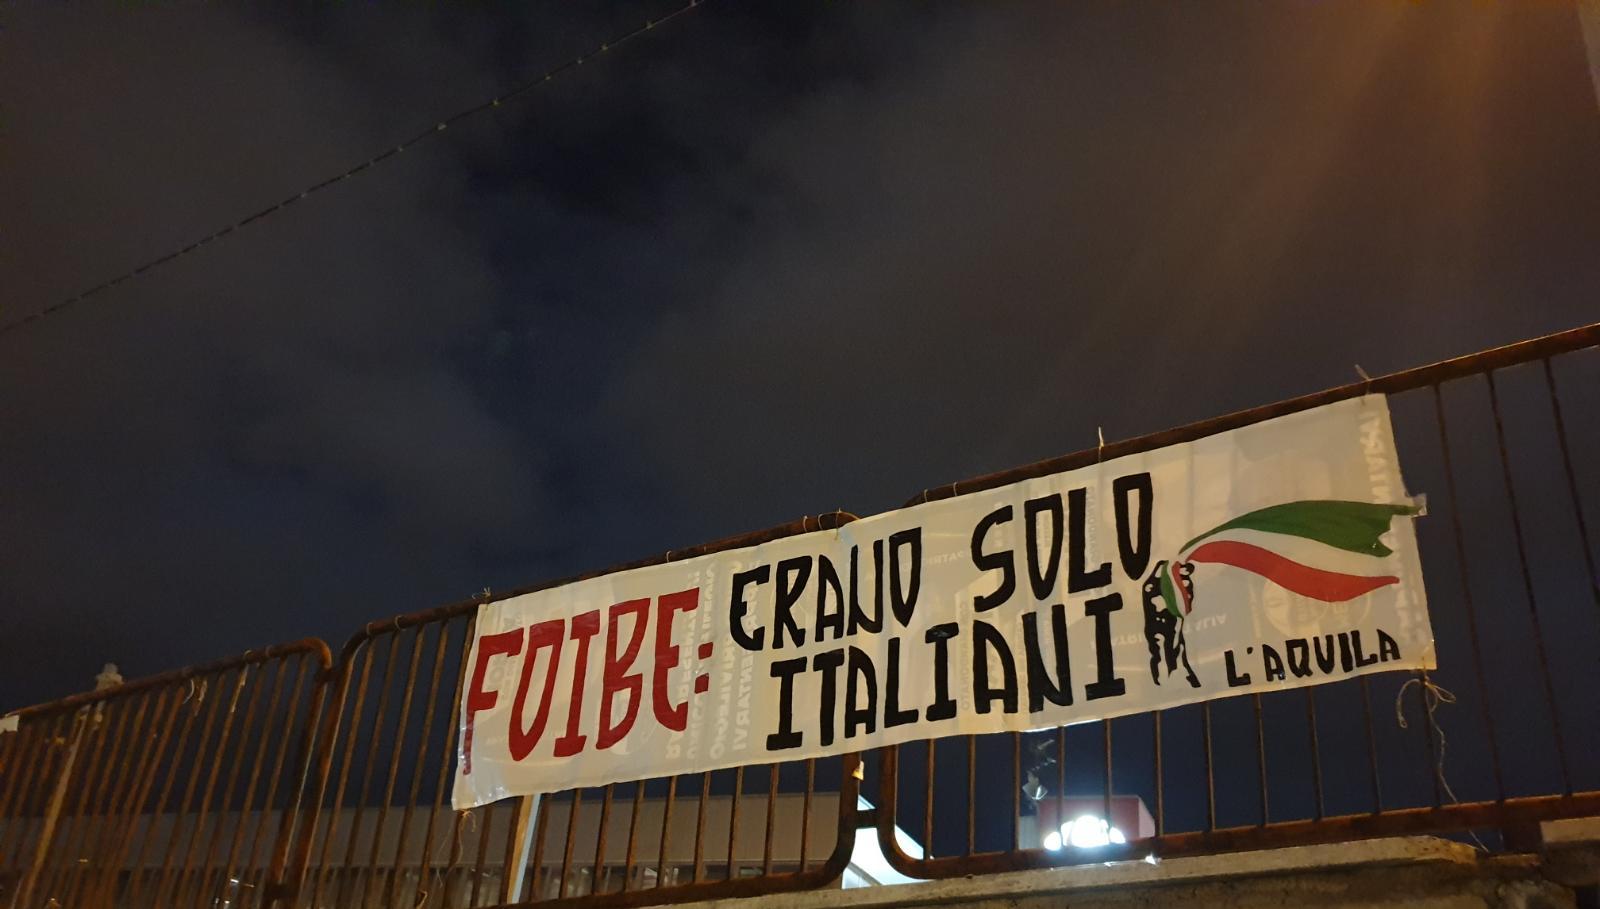 FOIBE: ERANO SOLO
ITALIANI
L'AQUILA